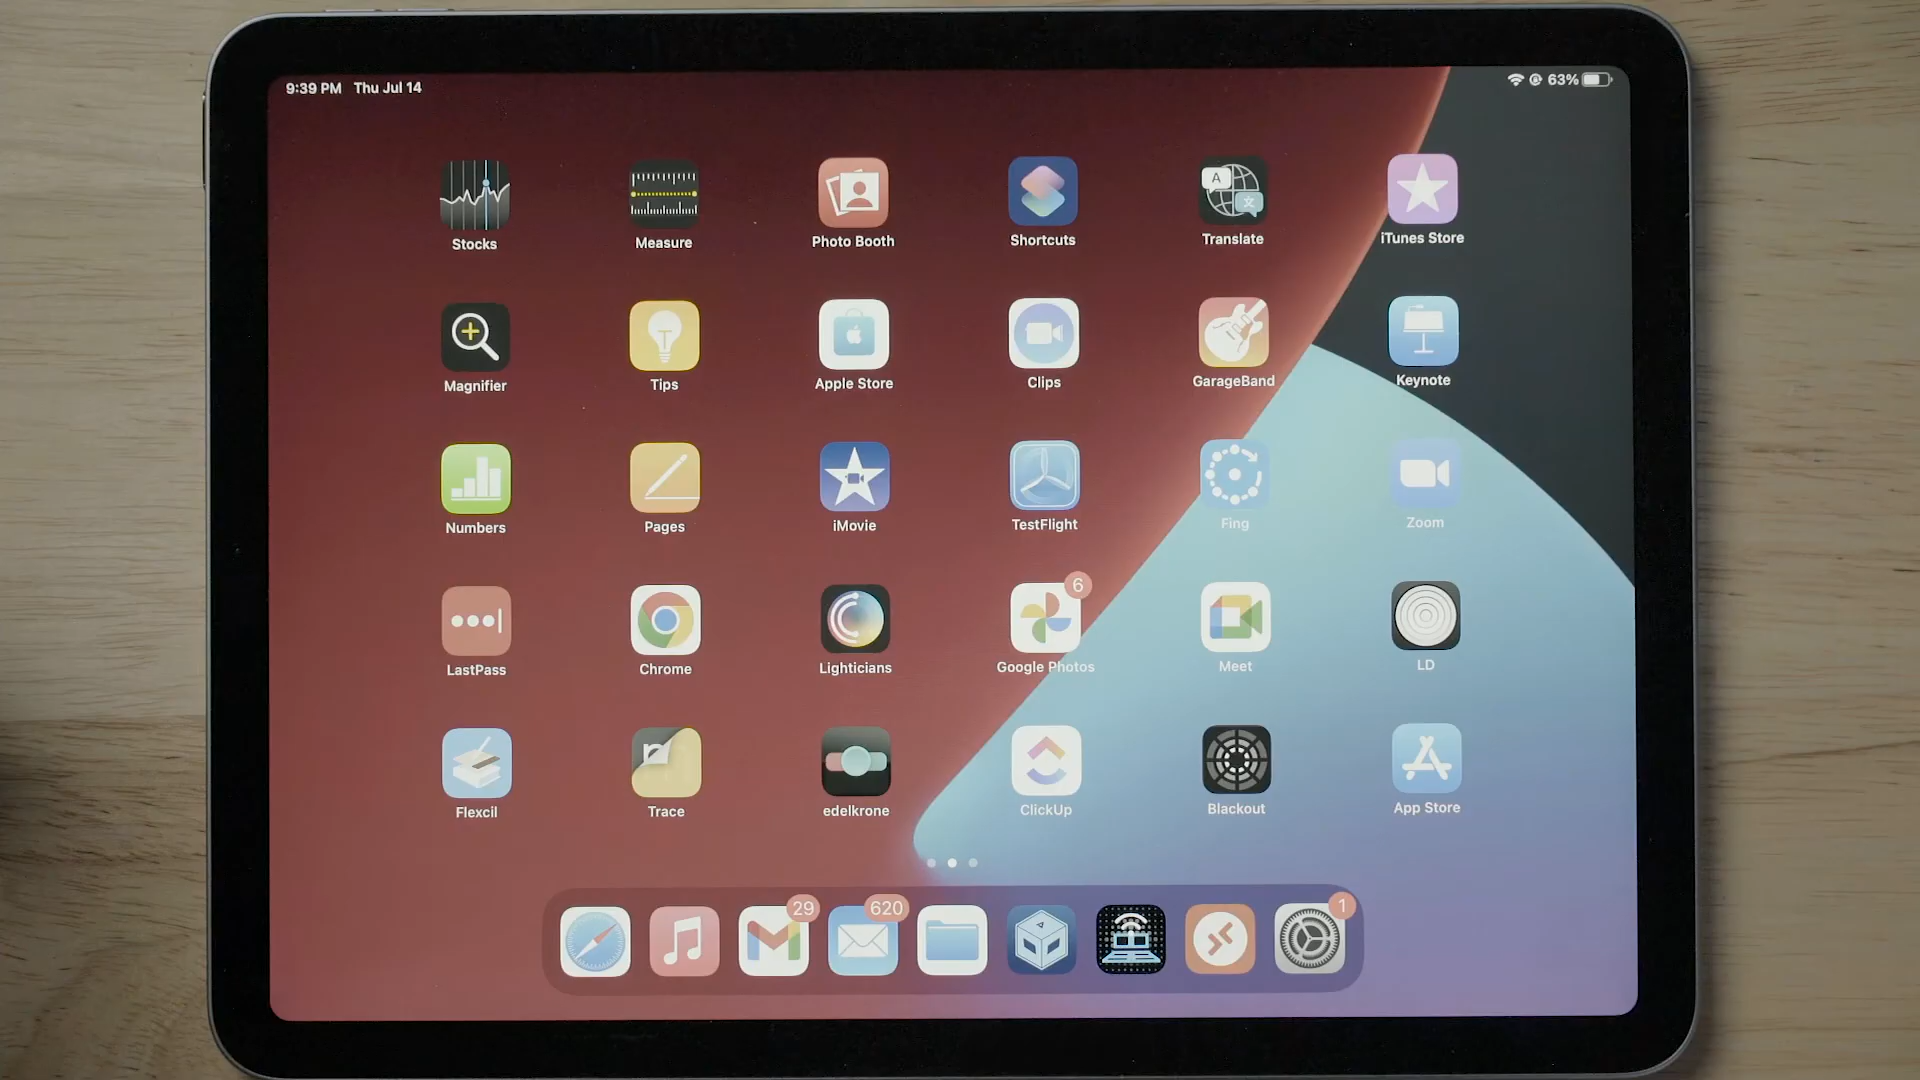 9:39 PM Thu Jul 14
63%
Stocks
Measure
Photo Booth
Shortcuts
A
文
Translate
iTunes Store
Magnifier
T
Tips
Apple Store
Clips
GarageBand
Keynote
Numbers
Pages
iMovie
TestFlight
Fing
Zoom
LastPass
Chrome
Lighticians
6
Google Photos
Meet
LD
Flexcil
Trace
edelkrone
ClickUp
Blackout
App Store
29
620
1